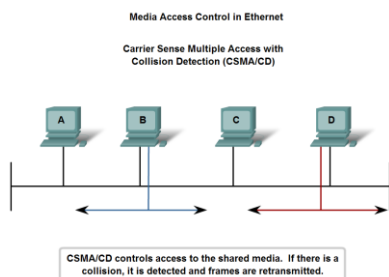 Media Access Control in Ethernet
Carrier Sense Multiple Access with
Collision Detection (CSMA/CD)
A B C D
CSMA/CD controls access to the shared media. If there is a
collision, it is detected and frames are retransmitted.